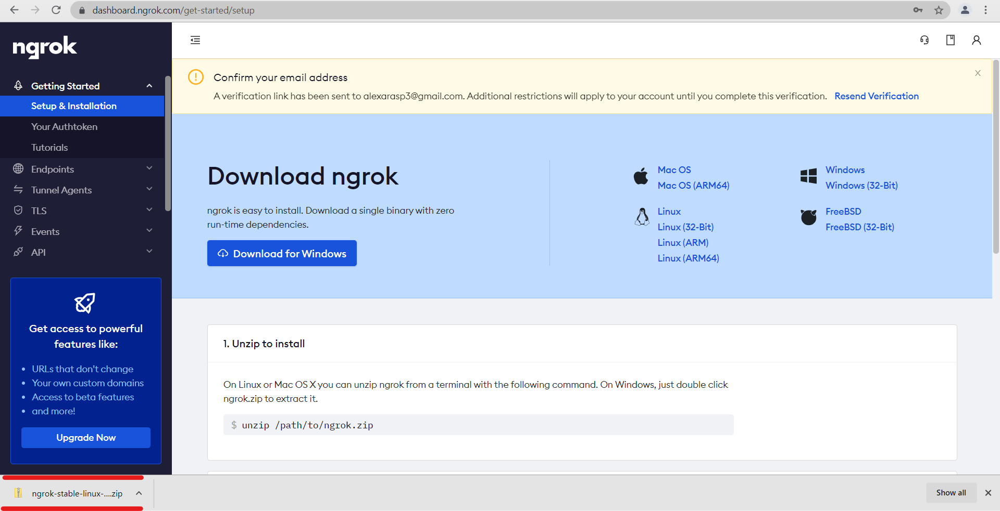 dashboard.ngrok.com/get-started/setup
ngrok
Getting Started
Setup & Installation
Your Authtoken
Tutorials
Endpoints
Tunnel Agents
TLS
Events
API
Get access to powerful
features like:
• URLs that don't change
• Your own custom domains
• Access to beta features
• and more!
Upgrade Now
Confirm your email address
A verification link has been sent to alexarasp3@gmail.com. Additional restrictions will apply to your account until you complete this verification. Resend Verification
Download ngrok
ngrok is easy to install. Download a single binary with zero
run-time dependencies.
Download for Windows
Mac OS
Mac OS (ARM64)
Linux
Linux (32-Bit)
Linux (ARM)
Linux (ARM64)
Windows
Windows (32-Bit)
FreeBSD
FreeBSD (32-Bit)
1. Unzip to install
On Linux or Mac OS X you can unzip ngrok from a terminal with the following command. On Windows, just double click
ngrok.zip to extract it.
$ unzip /path/to/ngrok.zip
ngrok-stable-linux-....zip
Show all